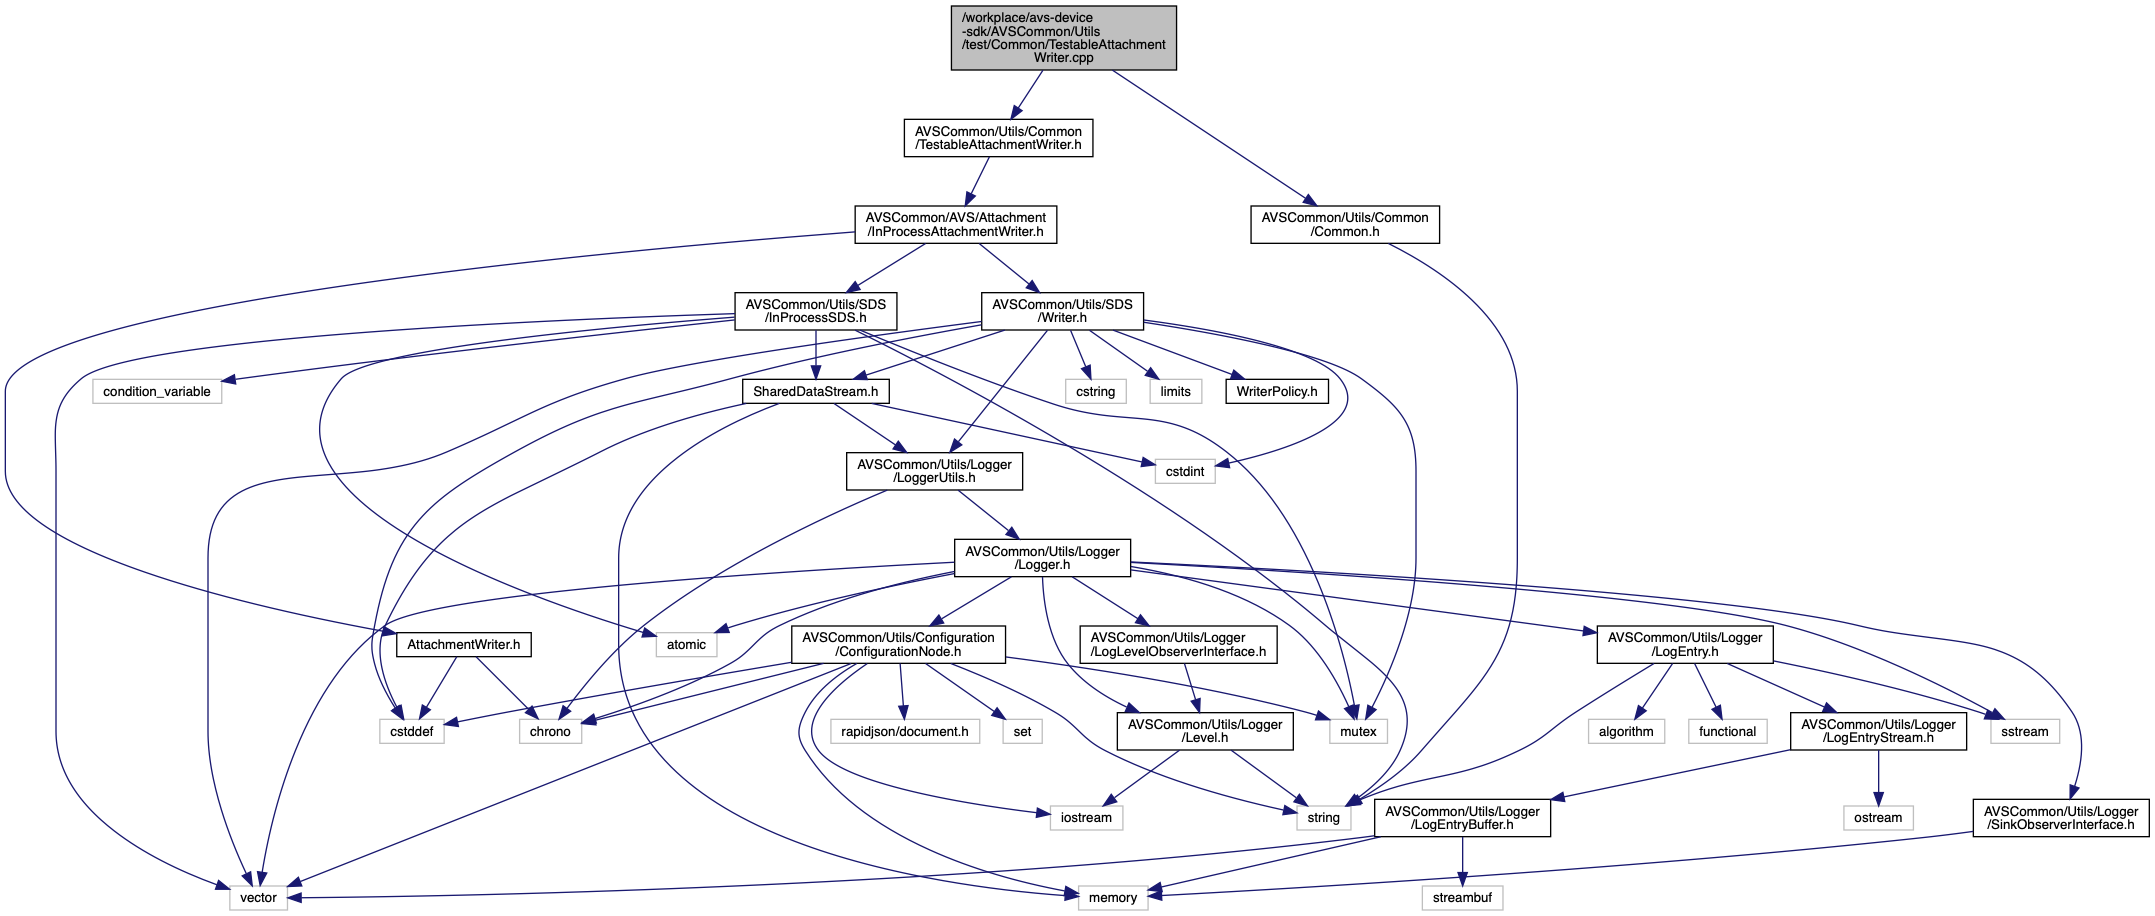 /workplace/avs-device
-sdk/AVSCommon/Utils
/test/Common/TestableAttachment
Writer.cpp
AVSCommon/Utils/Common
/TestableAttachmentWriter.h
AVSCommon/AVS/Attachment
/InProcessAttachmentWriter.h
AVSCommon/Utils/Common
/Common.h
AVSCommon/Utils/SDS
/InProcessSDS.h
AVSCommon/Utils/SDS
/Writer.h
condition_variable
SharedDataStream.h
cstring
limits
WriterPolicy.h
AVSCommon/Utils/Logger
/LoggerUtils.h
cstdint
AVSCommon/Utils/Logger
/Logger.h
AttachmentWriter.h
atomic
AVSCommon/Utils/Configuration
/ConfigurationNode.h
AVSCommon/Utils/Logger
/LogLevelObserverInterface.h
AVSCommon/Utils/Logger
/LogEntry.h
cstddef
chrono
rapidjson/document.h
set
AVSCommon/Utils/Logger
/Level.h
mutex
algorithm
functional
AVSCommon/Utils/Logger
/LogEntryStream.h
sstream
iostream
string
AVSCommon/Utils/Logger
/LogEntryBuffer.h
ostream
AVSCommon/Utils/Logger
/SinkObserverInterface.h
vector
memory
streambuf